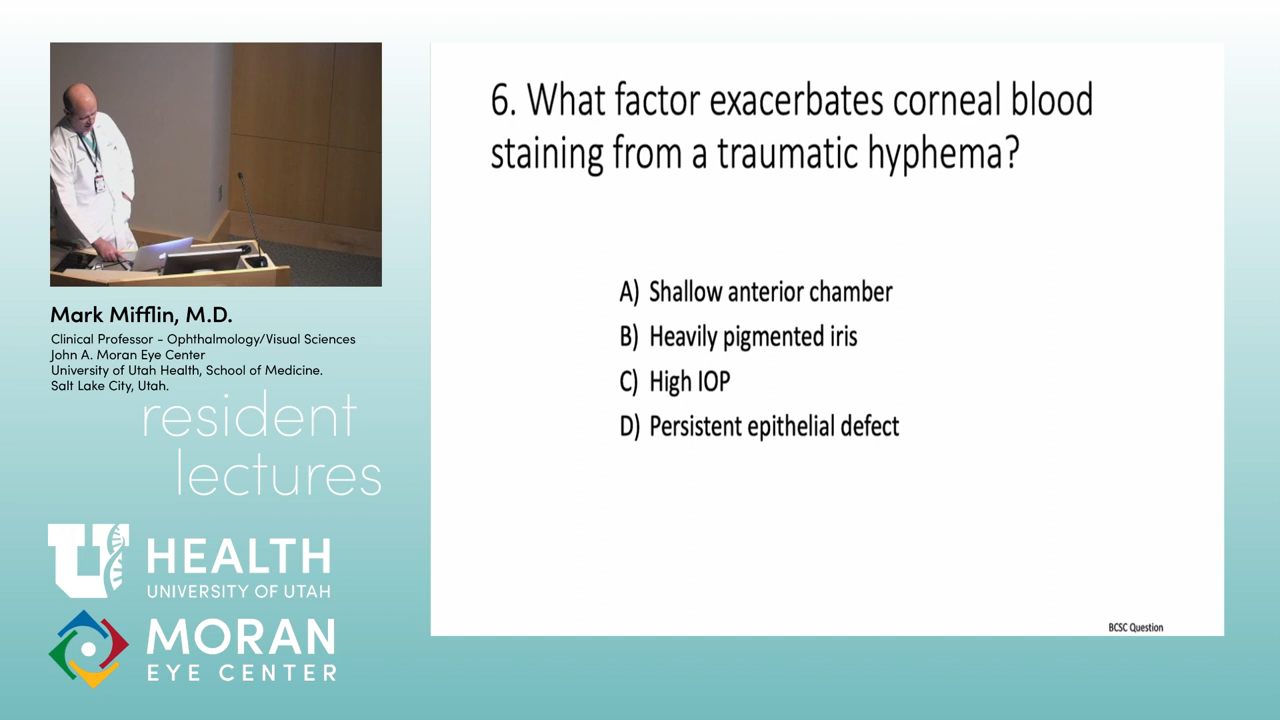 6. What factor exacerbates corneal blood
staining from a traumatic hyphema?
A) Shallow anterior chamber
B) Heavily pigmented iris
C) High IOP
D) Persistent epithelial defect
BCSC Question
Mark Mifflin, M.D.
Clinical Professor - Ophthalmology/Visual Sciences
John A. Moran Eye Center
University of Utah Health, School of Medicine.
Salt Lake City, Utah.
resident
lectures
U HEALTH
UNIVERSITY OF UTAH
MORAN
EYE CENTER